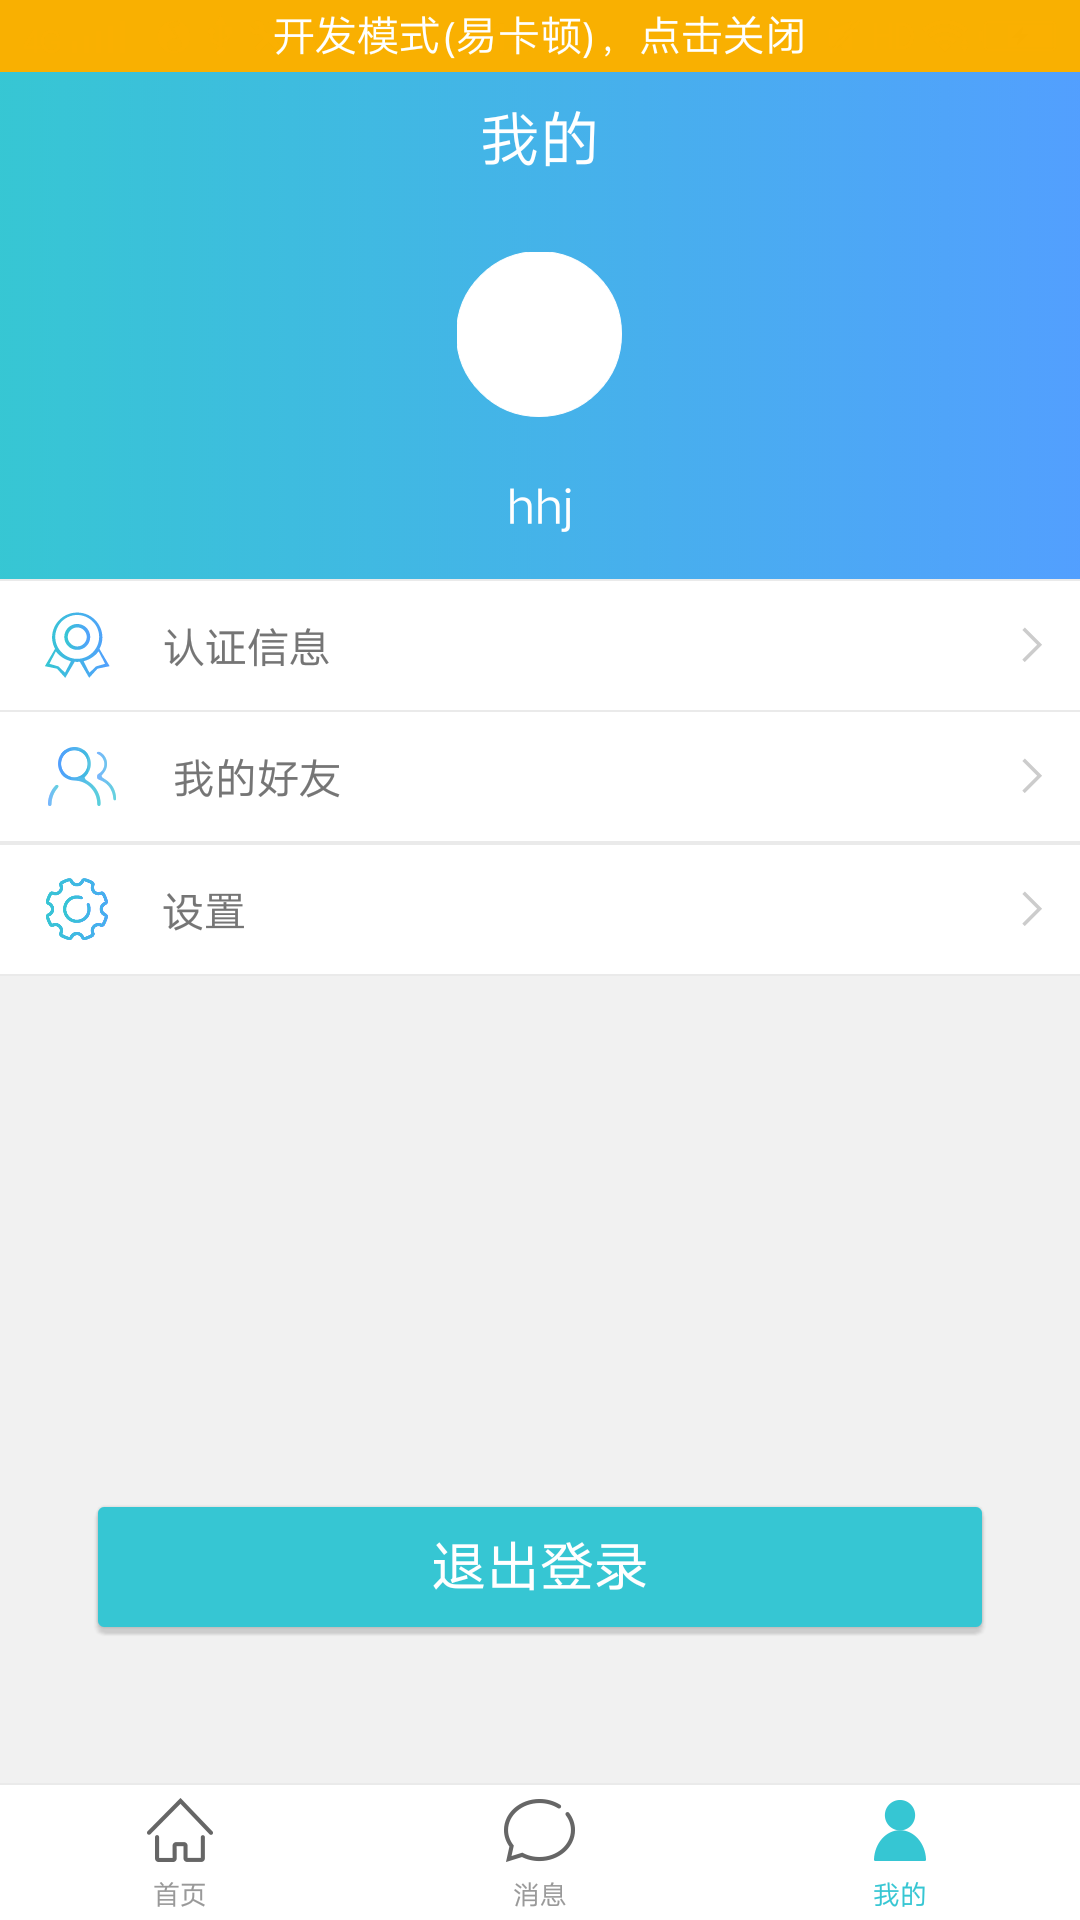 开发模式(易卡顿)，点击关闭
我的
hhj
认证信息
我的好友
设置
退出登录
首页
消息
我的